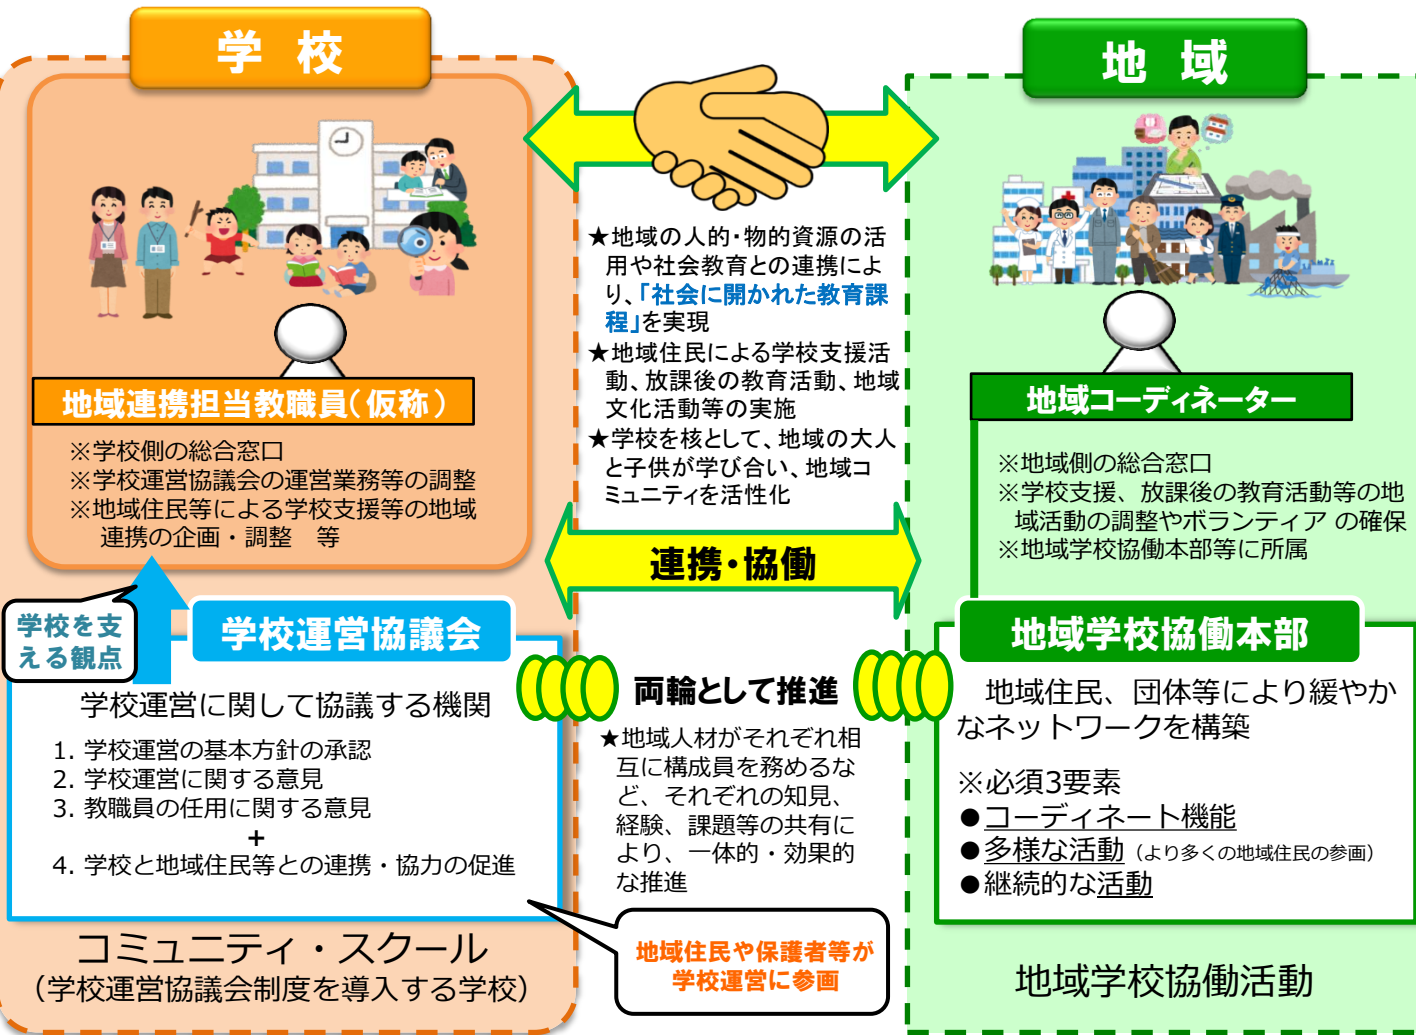 学 校
地域連携担当教職員(仮称)
※学校側の総合窓口
※学校運営協議会の運営業務等の調整
※地域住民等による学校支援等の地域
連携の企画・調整　等
学校を支
える観点
学校運営協議会
学校運営に関して協議する機関
1. 学校運営の基本方針の承認
2. 学校運営に関する意見
3. 教職員の任用に関する意見
+
4. 学校と地域住民等との連携・協力の促進
コミュニティ・スクール
(学校運営協議会制度を導入する学校)
★地域の人的・物的資源の活
用や社会教育との連携によ
り、「社会に開かれた教育課
程」を実現
★地域住民による学校支援活
動、放課後の教育活動、地域
文化活動等の実施
★学校を核として、地域の大人
と子供が学び合い、地域コ
ミュニティを活性化
連携・協働
両輪として推進
★地域人材がそれぞれ相
互に構成員を務めるな
ど、それぞれの知見、
経験、課題等の共有に
より、一体的・効果的
な推進
地域住民や保護者等が
学校運営に参画
地 域
地域コーディネーター
※地域側の総合窓口
※学校支援、放課後の教育活動等の地
域活動の調整やボランティア の確保
※地域学校協働本部等に所属
地域学校協働本部
地域住民、団体等により緩やか
なネットワークを構築
※必須3要素
●コーディネート機能
●多様な活動(より多くの地域住民の参画)
●継続的な活動
地域学校協働活動